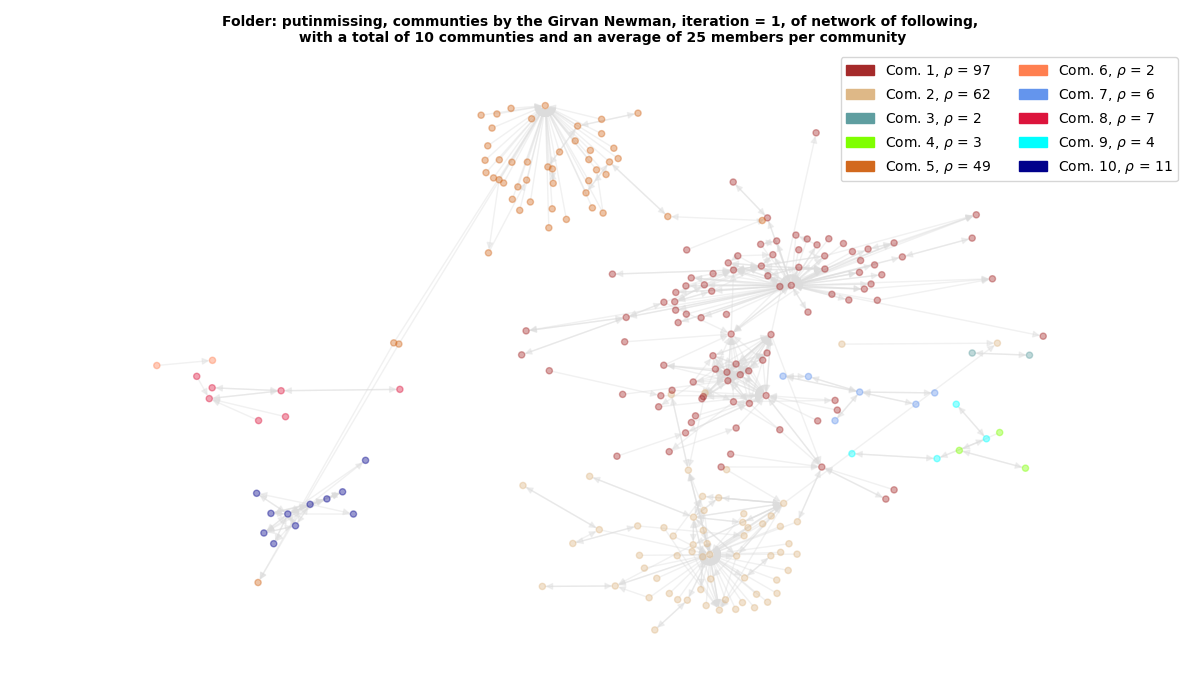 Folder: putinmissing, communties by the Girvan Newman, iteration = 1, of network of following,
with a total of 10 communties and an average of 25 members per community
Com. 1, ρ = 97
Com. 2, ρ = 62
Com. 3, ρ = 2
Com. 4, ρ = 3
Com. 5, ρ = 49
Com. 6, ρ = 2
Com. 7, ρ = 6
Com. 8, ρ = 7
Com. 9, ρ = 4
Com. 10, ρ = 11